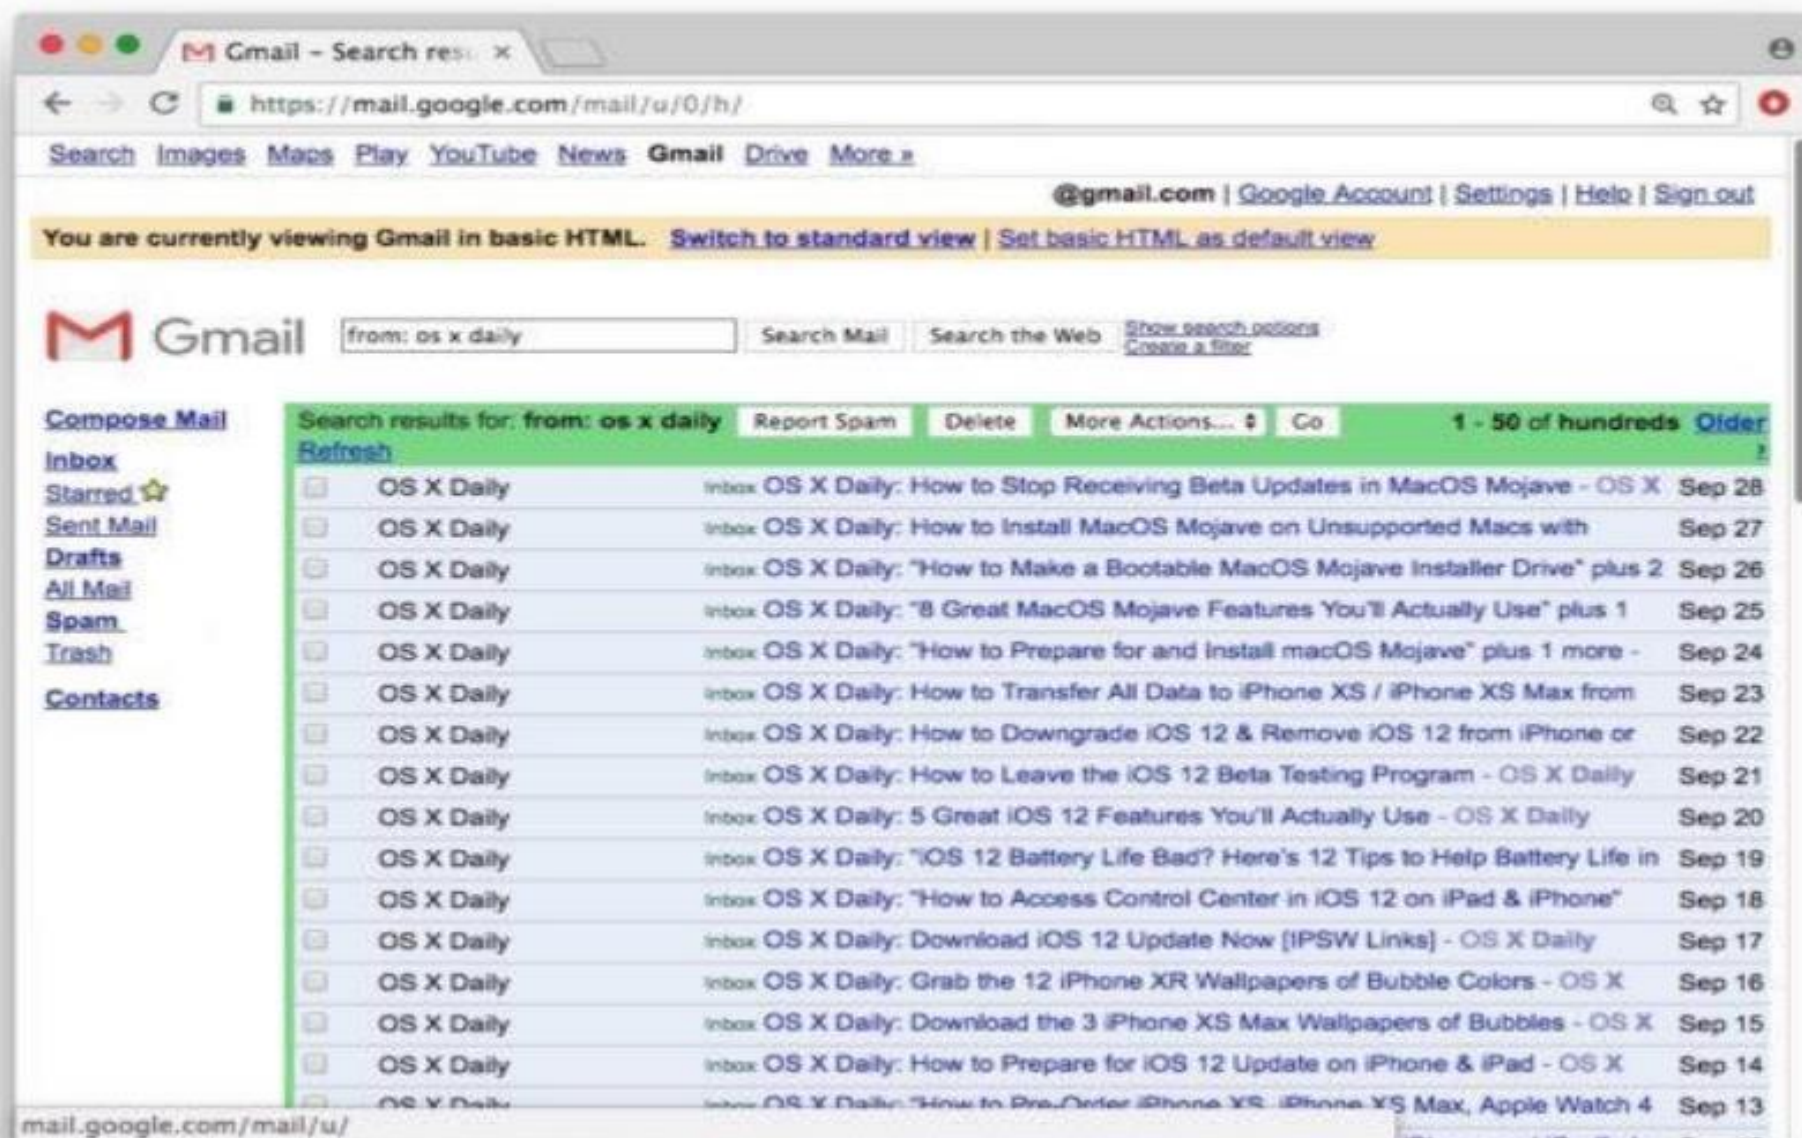 Gmail - Search res
https://mail.google.com/mail/u/0/h/
Search Images Maps Play YouTube News Gmail Drive More »
@gmail.com | Google Account | Settings | Help | Sign out
You are currently viewing Gmail in basic HTML. Switch to standard view | Set basic HTML as default view
Gmail from: os x daily Search Mail Search the Web Show search options
Create a filter
Compose Mail
Inbox
Starred
Sent Mail
Drafts
All Mail
Spam
Trash
Contacts
Search results for: from: os x daily Report Spam Delete More Actions... Go 1 - 50 of hundreds Older ›
Refresh
OS X Daily Inbox OS X Daily: How to Stop Receiving Beta Updates in MacOS Mojave - OS X Sep 28
OS X Daily Inbox OS X Daily: How to Install MacOS Mojave on Unsupported Macs with Sep 27
OS X Daily Inbox OS X Daily: "How to Make a Bootable MacOS Mojave Installer Drive" plus 2 Sep 26
OS X Daily Inbox OS X Daily: "8 Great MacOS Mojave Features You'll Actually Use" plus 1 Sep 25
OS X Daily Inbox OS X Daily: "How to Prepare for and Install macOS Mojave" plus 1 more - Sep 24
OS X Daily Inbox OS X Daily: How to Transfer All Data to iPhone XS / iPhone XS Max from Sep 23
OS X Daily Inbox OS X Daily: How to Downgrade iOS 12 & Remove iOS 12 from iPhone or Sep 22
OS X Daily Inbox OS X Daily: How to Leave the iOS 12 Beta Testing Program - OS X Daily Sep 21
OS X Daily Inbox OS X Daily: 5 Great iOS 12 Features You'll Actually Use - OS X Daily Sep 20
OS X Daily Inbox OS X Daily: "iOS 12 Battery Life Bad? Here's 12 Tips to Help Battery Life in Sep 19
OS X Daily Inbox OS X Daily: "How to Access Control Center in iOS 12 on iPad & iPhone" Sep 18
OS X Daily Inbox OS X Daily: Download iOS 12 Update Now [IPSW Links] - OS X Daily Sep 17
OS X Daily Inbox OS X Daily: Grab the 12 iPhone XR Wallpapers of Bubble Colors - OS X Sep 16
OS X Daily Inbox OS X Daily: Download the 3 iPhone XS Max Wallpapers of Bubbles - OS X Sep 15
OS X Daily Inbox OS X Daily: How to Prepare for iOS 12 Update on iPhone & iPad - OS X Sep 14
OS X Daily Inbox OS X Daily: "How to Pre-Order iPhone XS, iPhone XS Max, Apple Watch 4 Sep 13
mail.google.com/mail/u/